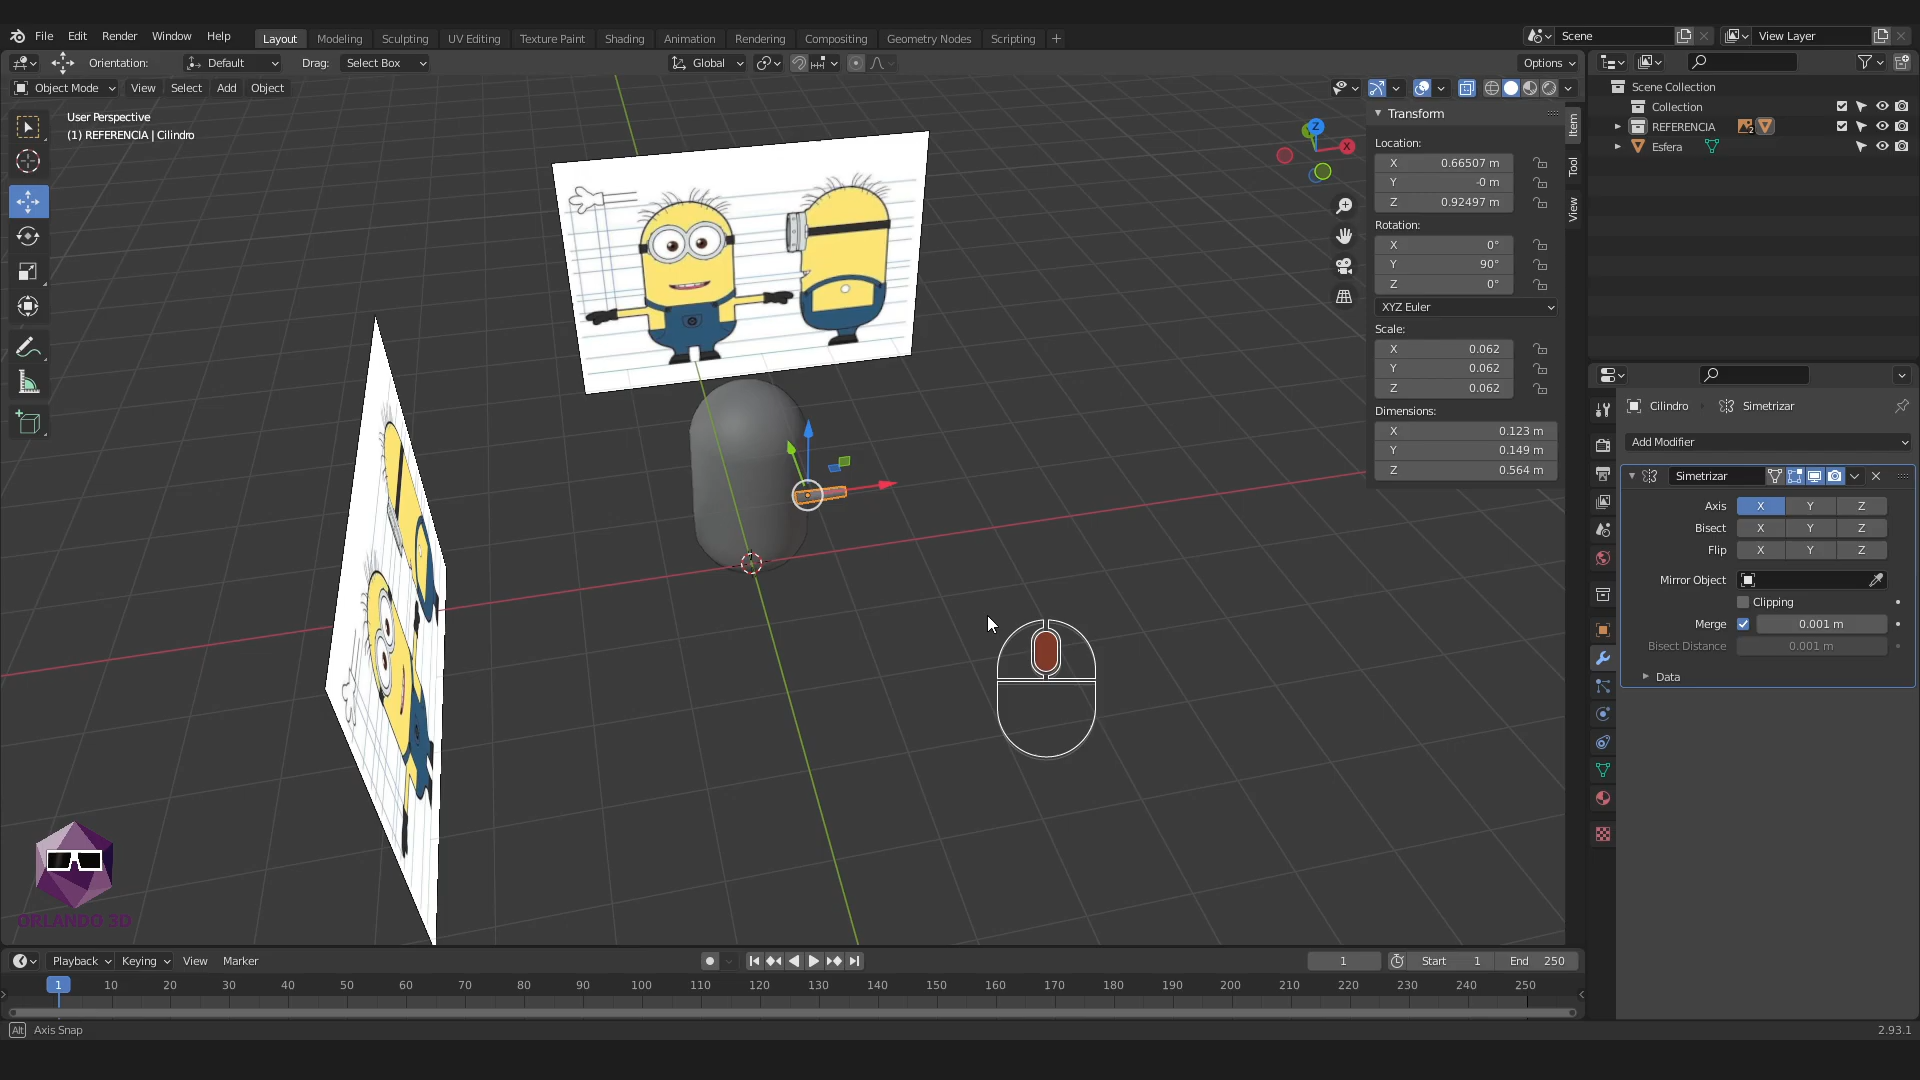 File Edit Render Window Help Layout Modeling Sculpting UV Editing Texture Paint Shading Animation Rendering Compositing Geometry Nodes Scripting + Scene View Layer
Orientation: Default Drag: Select Box Global Options
Object Mode View Select Add Object
User Perspective
(1) REFERENCIA | Cilindro
Z
X
Transform
Location:
X 0.66507 m
Y -0 m
Z 0.92497 m
Rotation:
X 0°
Y 90°
Z 0°
XYZ Euler
Scale:
X 0.062
Y 0.062
Z 0.062
Dimensions:
X 0.123 m
Y 0.149 m
Z 0.564 m
Item
Tool
View
Scene Collection
Collection
REFERENCIA 2
Esfera
Cilindro Simetrizar
Add Modifier
Simetrizar
Axis X Y Z
Bisect X Y Z
Flip X Y Z
Mirror Object
Clipping
Merge 0.001 m
Bisect Distance 0.001 m
Data
ORLANDO 3D
Playback Keying View Marker 1 Start 1 End 250
1 10 20 30 40 50 60 70 80 90 100 110 120 130 140 150 160 170 180 190 200 210 220 230 240 250
Alt Axis Snap 2.93.1